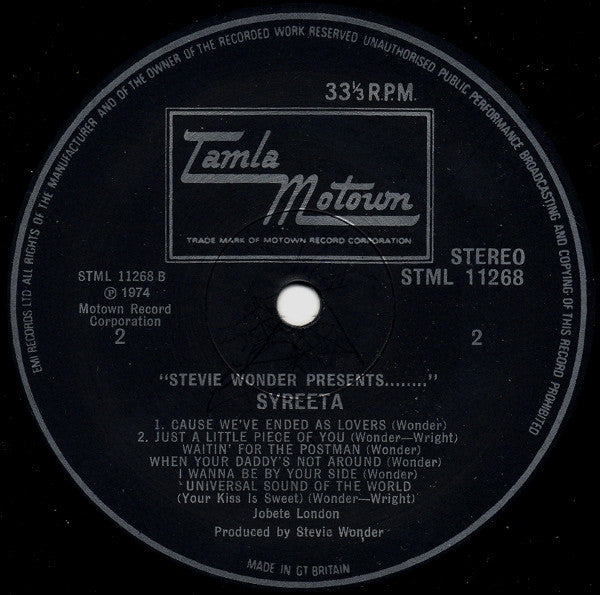 EMI RECORDS LTD ALL RIGHTS OF THE MANUFACTURER AND OF THE OWNER OF THE RECORDED WORK RESERVED UNAUTHORISED PUBLIC PERFORMANCE BROADCASTING AND COPYING OF THIS RECORD PROHIBITED
33⅓ R.P.M.
Tamla
Motown
TRADE MARK OF MOTOWN RECORD CORPORATION
STEREO
STML 11268
STML 11268 B
℗ 1974
Motown Record
Corporation
2
2
"STEVIE WONDER PRESENTS........"
SYREETA
1. CAUSE WE'VE ENDED AS LOVERS (Wonder)
2. JUST A LITTLE PIECE OF YOU (Wonder—Wright)
WAITIN' FOR THE POSTMAN (Wonder)
WHEN YOUR DADDY'S NOT AROUND (Wonder)
I WANNA BE BY YOUR SIDE (Wonder)
UNIVERSAL SOUND OF THE WORLD
(Your Kiss Is Sweet) (Wonder—Wright)
Jobete London
Produced by Stevie Wonder
MADE IN GT BRITAIN